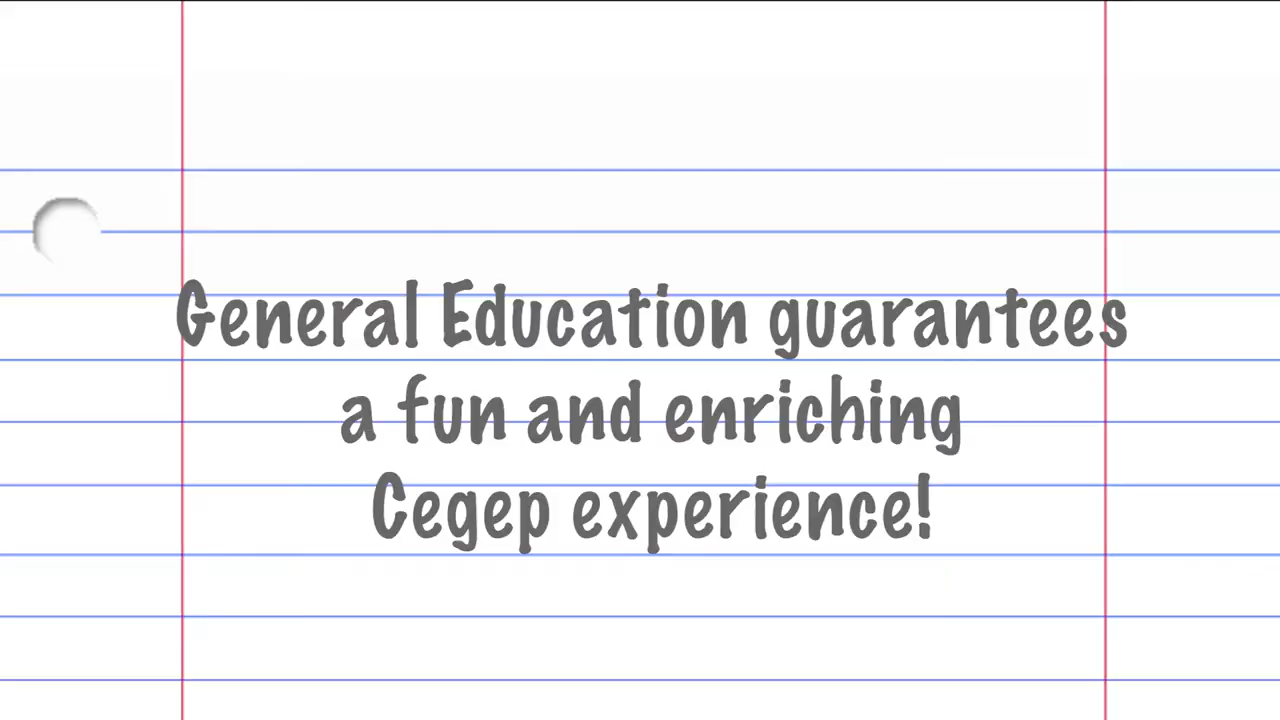 General Education guarantees
a fun and enriching
Cegep experience!